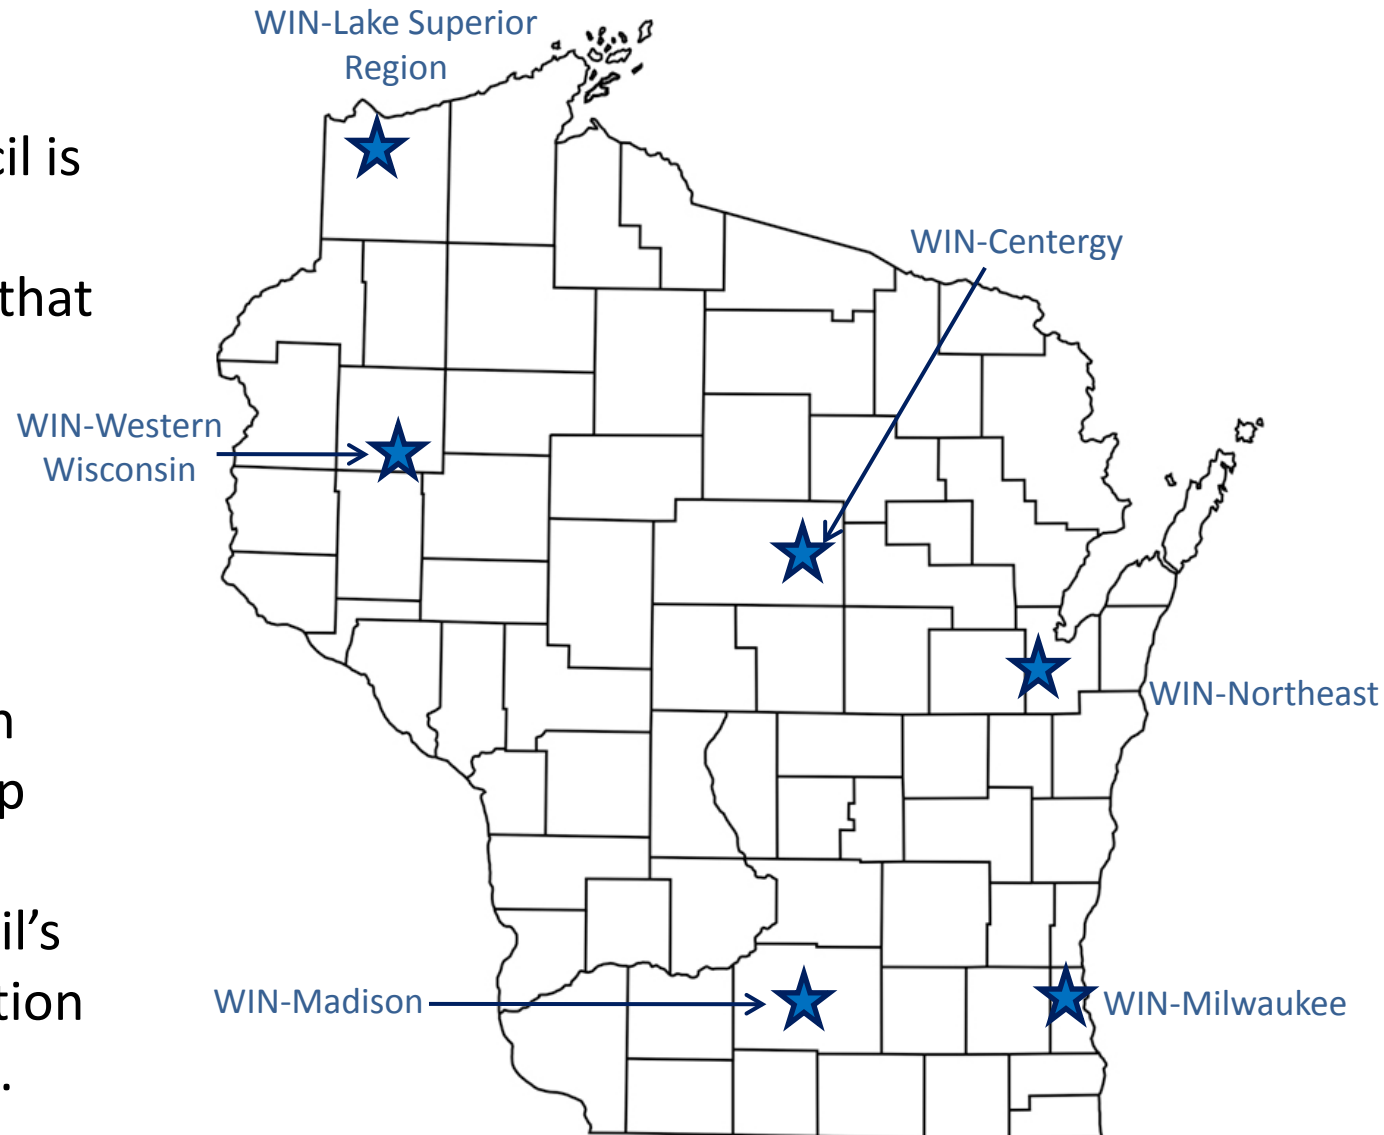 cil is
that
n
p
il’s
tion
.
WIN-Lake Superior
Region
WIN-Centergy
WIN-Western
Wisconsin
WIN-Northeast
WIN-Madison
WIN-Milwaukee